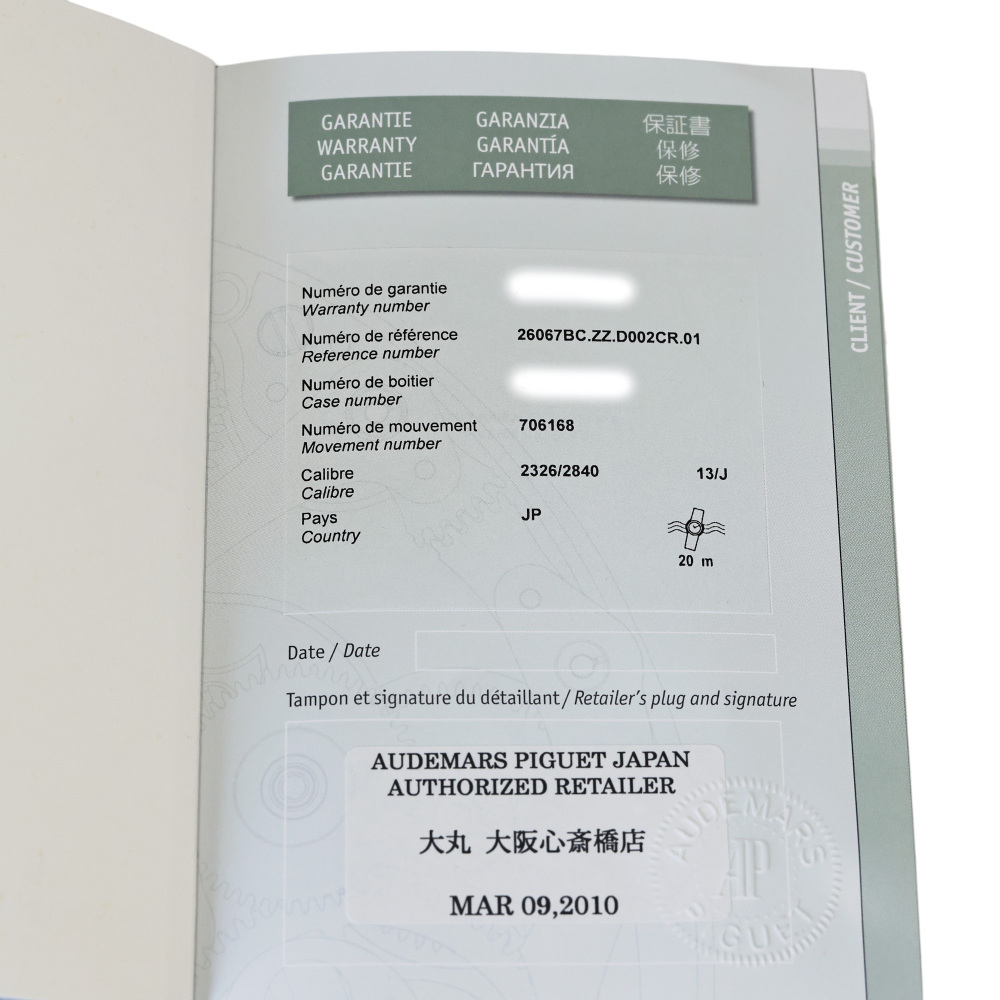 GARANTIE GARANZIA 保証書
WARRANTY GARANTÍA 保修
GARANTIE ГАРАНТИЯ 保修
CLIENT / CUSTOMER
Numéro de garantie
Warranty number
Numéro de référence 26067BC.ZZ.D002CR.01
Reference number
Numéro de boitier
Case number
Numéro de mouvement 706168
Movement number
Calibre 2326/2840 13/J
Calibre
Pays JP
Country
20 m
Date / Date
Tampon et signature du détaillant / Retailer's plug and signature
AUDEMARS PIGUET JAPAN
AUTHORIZED RETAILER
大丸 大阪心斎橋店
MAR 09,2010
AUDEMARS
AP
PIGUET